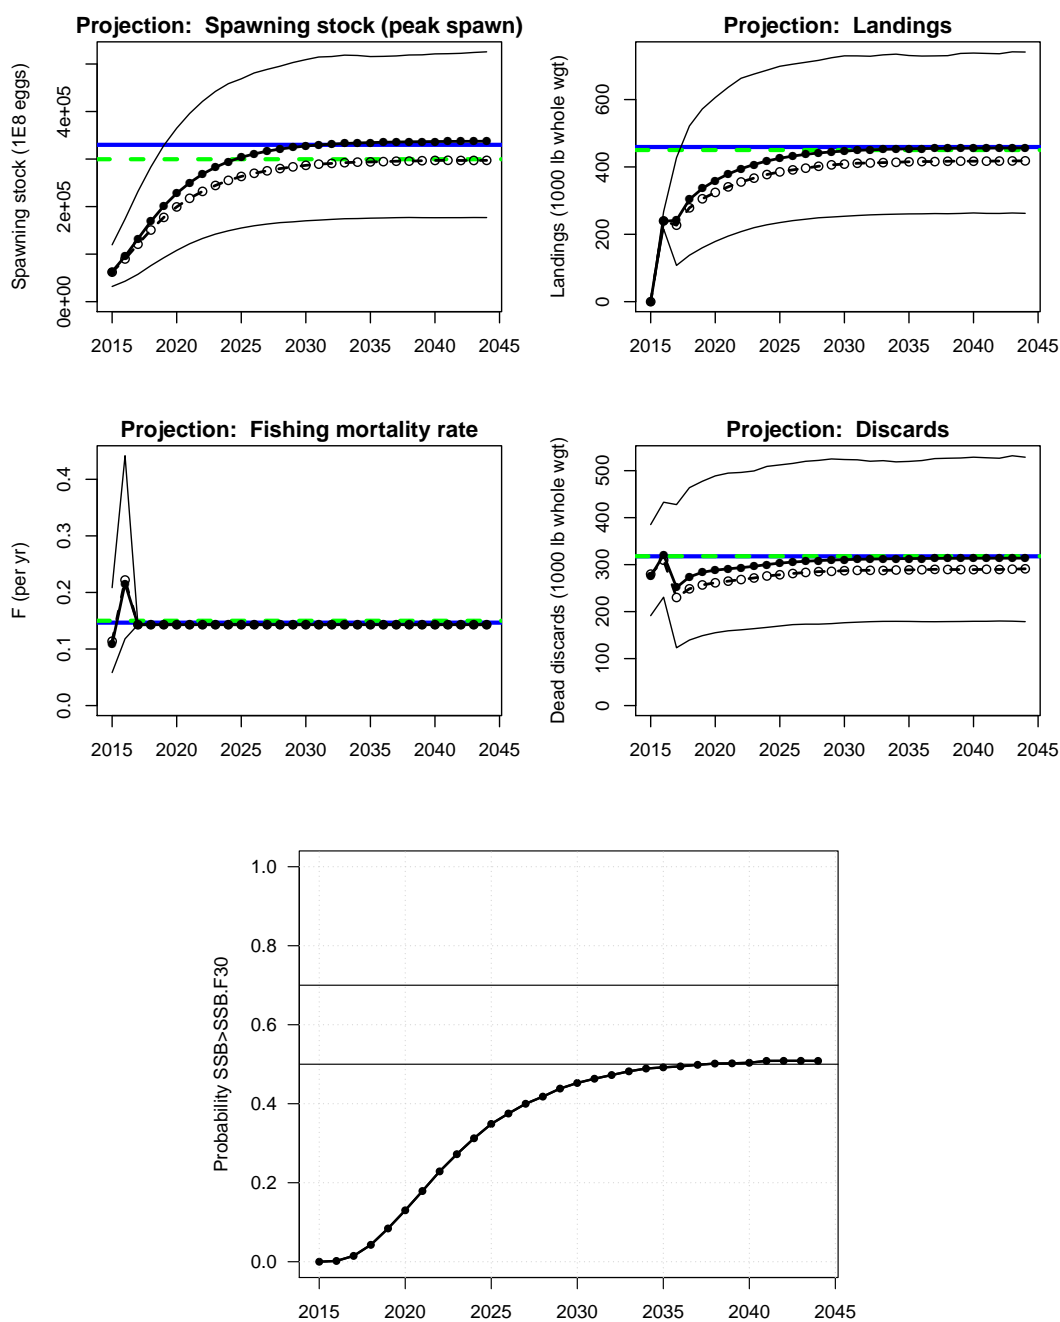 Projection: Spawning stock (peak spawn)
Spawning stock (1E8 eggs)
0e+00 2e+05 4e+05
2015 2020 2025 2030 2035 2040 2045
Projection: Landings
Landings (1000 lb whole wgt)
0 200 400 600
2015 2020 2025 2030 2035 2040 2045
Projection: Fishing mortality rate
F (per yr)
0.0 0.1 0.2 0.3 0.4
2015 2020 2025 2030 2035 2040 2045
Projection: Discards
Dead discards (1000 lb whole wgt)
0 100 200 300 400 500
2015 2020 2025 2030 2035 2040 2045
Probability SSB>SSB.F30
1.0
0.8
0.6
0.4
0.2
0.0
2015 2020 2025 2030 2035 2040 2045